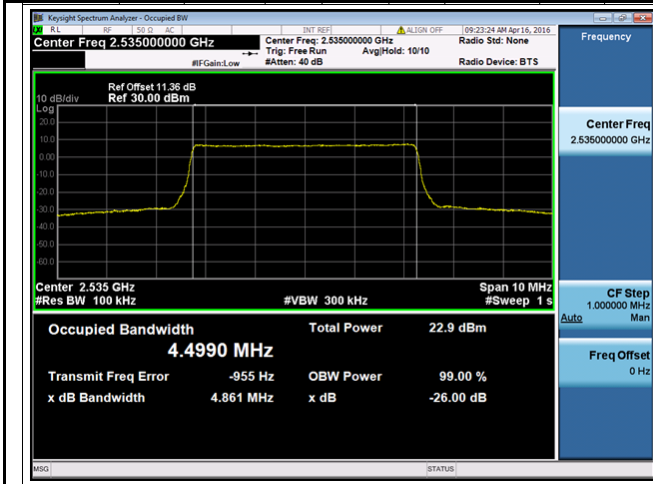 Keysight Spectrum Analyzer - Occupied BW
RL RF 50 Ω AC INT REF ALIGN OFF 09:23:24 AM Apr 16, 2016
Center Freq 2.535000000 GHz
Center Freq: 2.535000000 GHz
Radio Std: None
Trig: Free Run Avg|Hold: 10/10
#IFGain:Low #Atten: 40 dB Radio Device: BTS
Frequency
Ref Offset 11.36 dB
10 dB/div Ref 30.00 dBm
Log
20.0
10.0
0.00
-10.0
-20.0
-30.0
-40.0
-50.0
-60.0
Center 2.535 GHz Span 10 MHz
#Res BW 100 kHz #VBW 300 kHz #Sweep 1 s
Center Freq
2.535000000 GHz
CF Step
1.000000 MHz
Auto Man
Freq Offset
0 Hz
Occupied Bandwidth Total Power 22.9 dBm
4.4990 MHz
Transmit Freq Error -955 Hz OBW Power 99.00 %
x dB Bandwidth 4.861 MHz x dB -26.00 dB
MSG STATUS